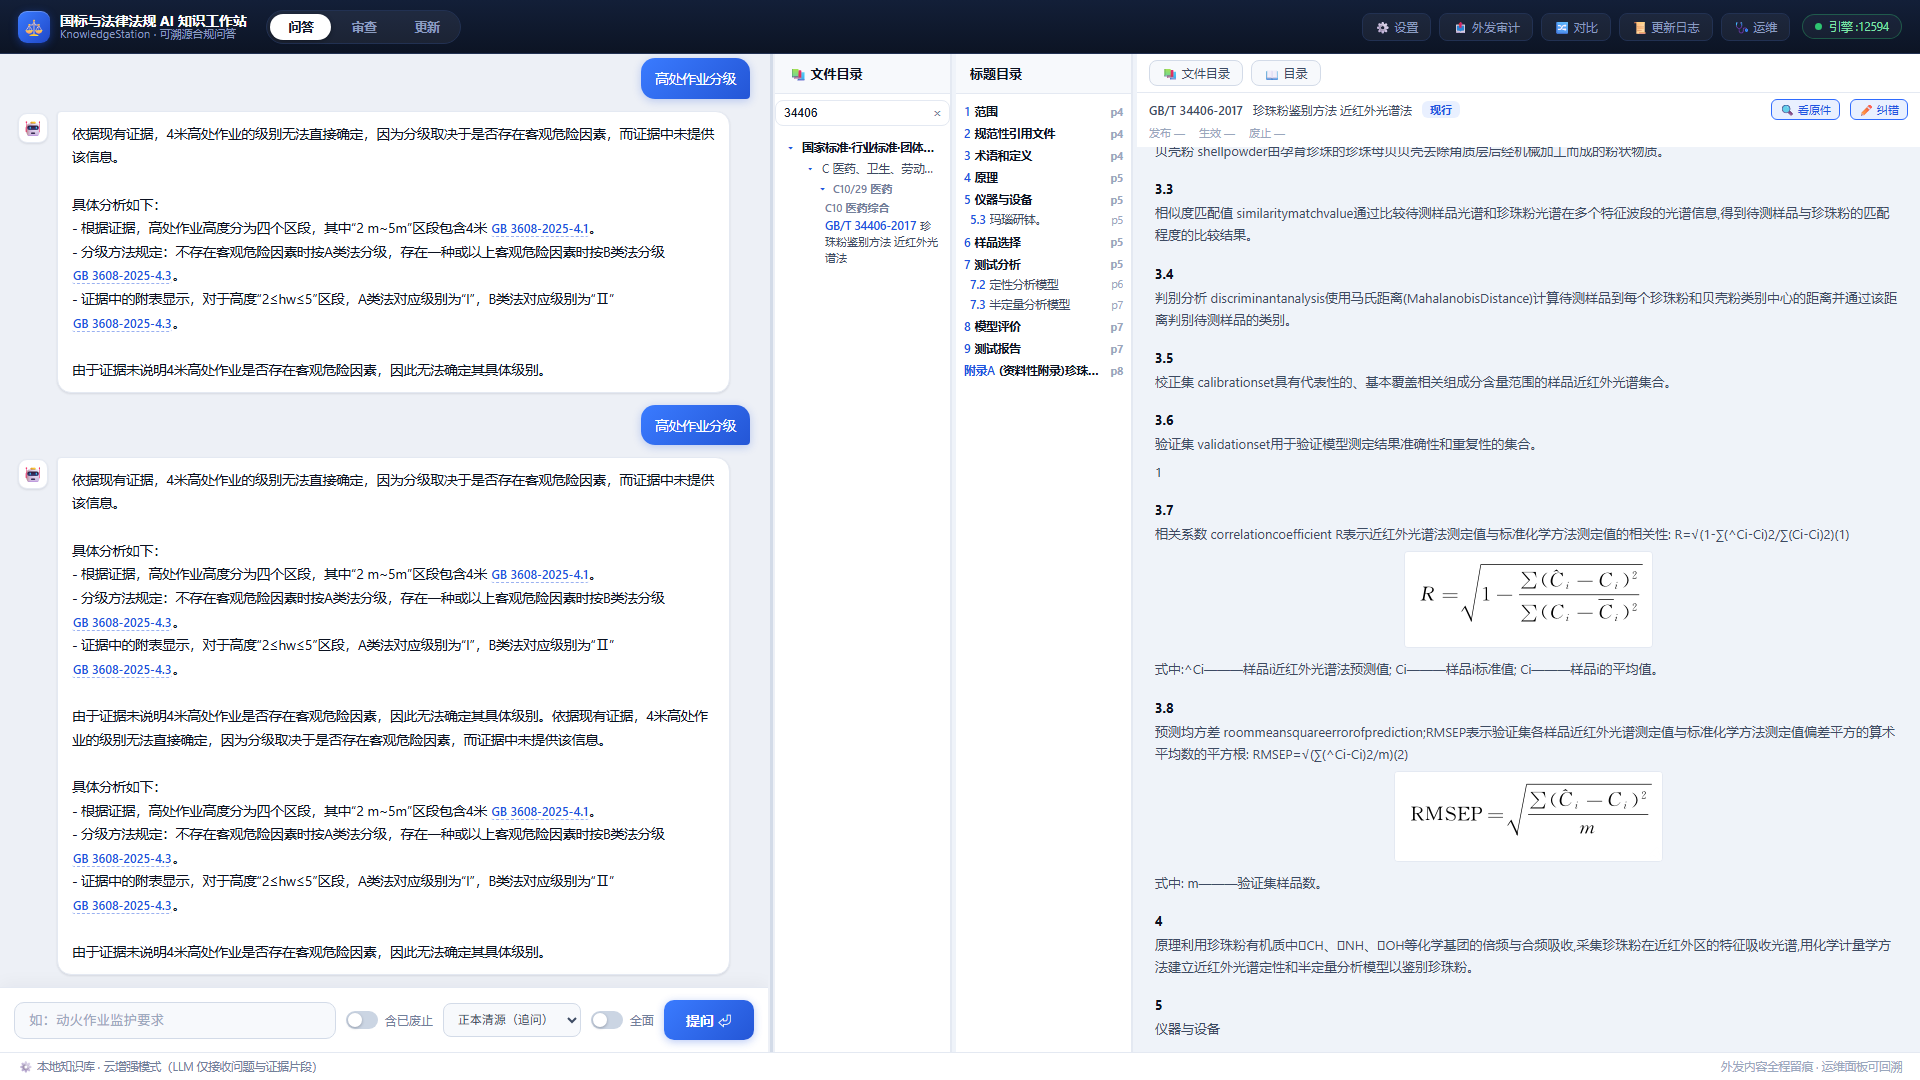 国标与法律法规 AI 知识工作站
KnowledgeStation · 可溯源合规问答
问答
审查
更新
设置
外发审计
对比
更新日志
运维
引擎:12594
高处作业分级
依据现有证据，4米高处作业的级别无法直接确定，因为分级取决于是否存在客观危险因素，而证据中未提供
该信息。
具体分析如下：
- 根据证据，高处作业高度分为四个区段，其中“2 m~5m”区段包含4米 GB 3608-2025-4.1。
- 分级方法规定：不存在客观危险因素时按A类法分级，存在一种或以上客观危险因素时按B类法分级
GB 3608-2025-4.3。
- 证据中的附表显示，对于高度“2≤hw≤5”区段，A类法对应级别为“I”，B类法对应级别为“Ⅱ”
GB 3608-2025-4.3。
由于证据未说明4米高处作业是否存在客观危险因素，因此无法确定其具体级别。
高处作业分级
依据现有证据，4米高处作业的级别无法直接确定，因为分级取决于是否存在客观危险因素，而证据中未提供
该信息。
具体分析如下：
- 根据证据，高处作业高度分为四个区段，其中“2 m~5m”区段包含4米 GB 3608-2025-4.1。
- 分级方法规定：不存在客观危险因素时按A类法分级，存在一种或以上客观危险因素时按B类法分级
GB 3608-2025-4.3。
- 证据中的附表显示，对于高度“2≤hw≤5”区段，A类法对应级别为“I”，B类法对应级别为“Ⅱ”
GB 3608-2025-4.3。
由于证据未说明4米高处作业是否存在客观危险因素，因此无法确定其具体级别。依据现有证据，4米高处作
业的级别无法直接确定，因为分级取决于是否存在客观危险因素，而证据中未提供该信息。
具体分析如下：
- 根据证据，高处作业高度分为四个区段，其中“2 m~5m”区段包含4米 GB 3608-2025-4.1。
- 分级方法规定：不存在客观危险因素时按A类法分级，存在一种或以上客观危险因素时按B类法分级
GB 3608-2025-4.3。
- 证据中的附表显示，对于高度“2≤hw≤5”区段，A类法对应级别为“I”，B类法对应级别为“Ⅱ”
GB 3608-2025-4.3。
由于证据未说明4米高处作业是否存在客观危险因素，因此无法确定其具体级别。
如：动火作业监护要求
含已废止
正本清源（追问）
全面
提问
本地知识库 · 云增强模式（LLM 仅接收问题与证据片段）
文件目录
34406 ×
国家标准·行业标准·团体...
C 医药、卫生、劳动...
C10/29 医药
C10 医药综合
GB/T 34406-2017 珍
珠粉鉴别方法 近红外光
谱法
标题目录
1 范围 p4
2 规范性引用文件 p4
3 术语和定义 p4
4 原理 p5
5 仪器与设备 p5
5.3 玛瑙研钵。 p5
6 样品选择 p5
7 测试分析 p5
7.2 定性分析模型 p6
7.3 半定量分析模型 p7
8 模型评价 p7
9 测试报告 p7
附录A (资料性附录)珍珠... p8
文件目录
目录
GB/T 34406-2017 珍珠粉鉴别方法 近红外光谱法 现行
看原件
纠错
发布 — 生效 — 废止 —
贝壳粉 shellpowder由孕育珍珠的珍珠母贝贝壳去除角质层后经机械加工而成的粉状物质。
3.3
相似度匹配值 similaritymatchvalue通过比较待测样品光谱和珍珠粉光谱在多个特征波段的光谱信息,得到待测样品与珍珠粉的匹配
程度的比较结果。
3.4
判别分析 discriminantanalysis使用马氏距离(MahalanobisDistance)计算待测样品到每个珍珠粉和贝壳粉类别中心的距离并通过该距
离判别待测样品的类别。
3.5
校正集 calibrationset具有代表性的、基本覆盖相关组成分含量范围的样品近红外光谱集合。
3.6
验证集 validationset用于验证模型测定结果准确性和重复性的集合。
1
3.7
相关系数 correlationcoefficient R表示近红外光谱法测定值与标准化学方法测定值的相关性: R=√(1-∑(^Ci-Ci)2/∑(Ci-Ci)2)(1)
R = √(1 − ∑(Ĉi − Ci)² / ∑(Ci − C̄i)²)
式中:^Ci———样品i近红外光谱法预测值; Ci———样品i标准值; Ci———样品i的平均值。
3.8
预测均方差 roommeansquareerrorofprediction;RMSEP表示验证集各样品近红外光谱测定值与标准化学方法测定值偏差平方的算术
平均数的平方根: RMSEP=√(∑(^Ci-Ci)2/m)(2)
RMSEP = √(∑(Ĉi − Ci)² / m)
式中: m———验证集样品数。
4
原理利用珍珠粉有机质中▯CH、▯NH、▯OH等化学基团的倍频与合频吸收,采集珍珠粉在近红外区的特征吸收光谱,用化学计量学方
法建立近红外光谱定性和半定量分析模型以鉴别珍珠粉。
5
仪器与设备
外发内容全程留痕 · 运维面板可回溯